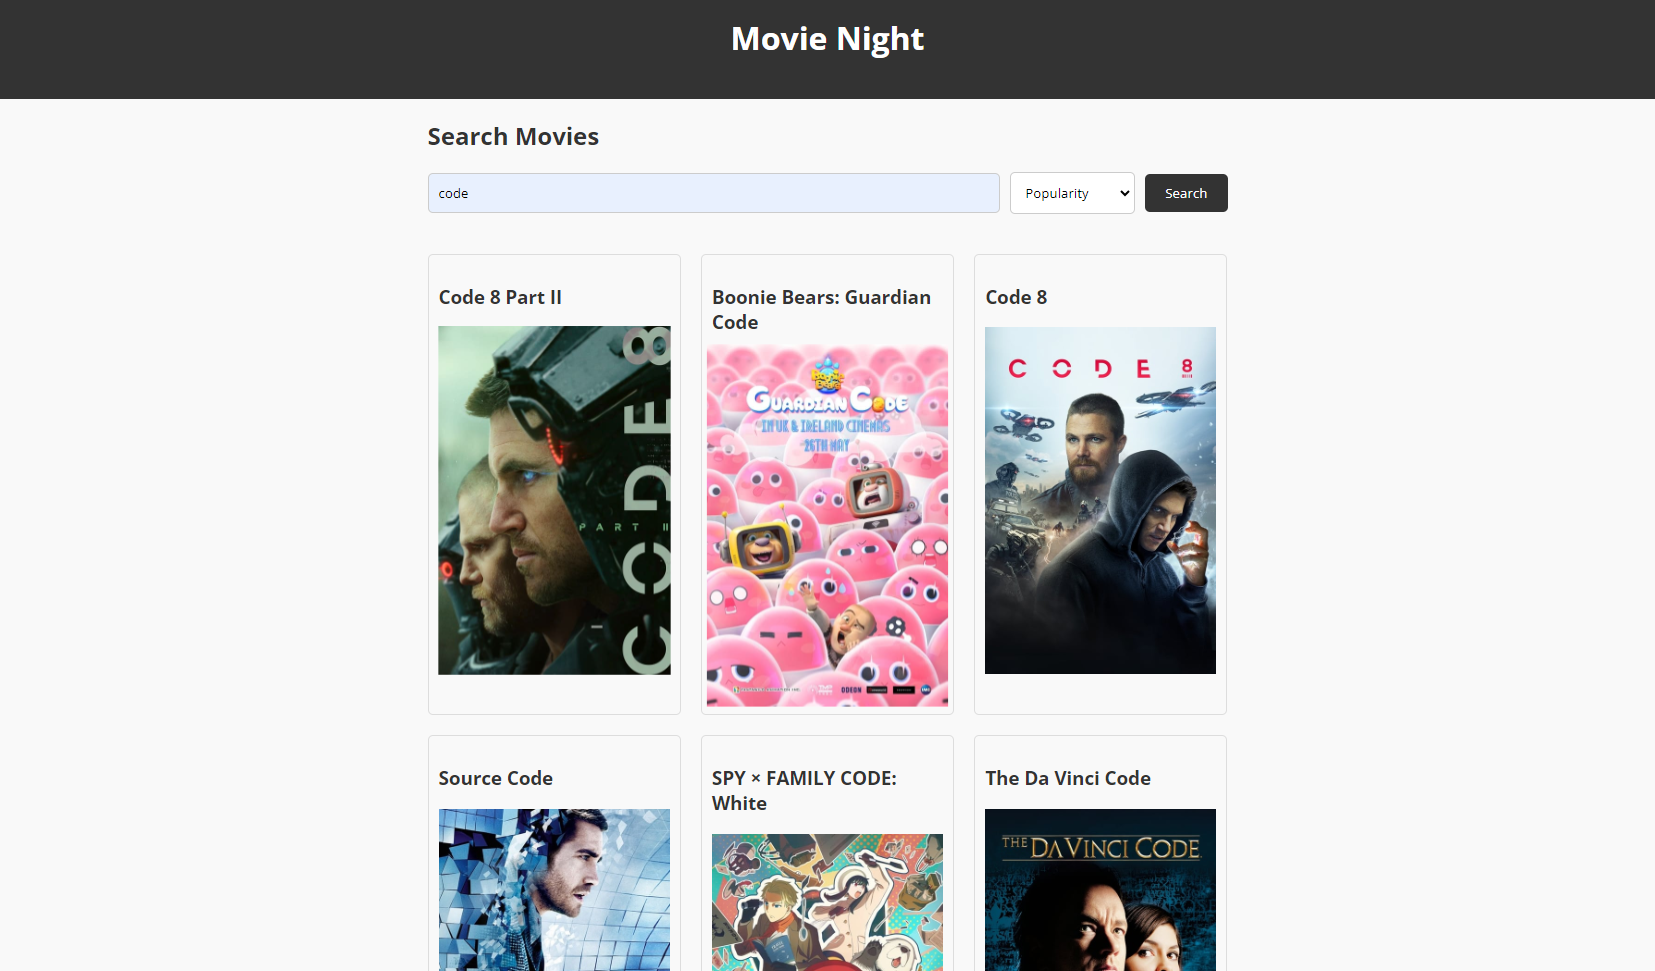 Movie Night
Search Movies
code
Popularity
Search
Code 8 Part II
CODE 8
PART II
Boonie Bears: Guardian
Code
Boonie
Bears
GUARDIAN CODE
IN UK & IRELAND CINEMAS
26TH MAY
ODEON
Code 8
CODE 8
Source Code
SPY × FAMILY CODE:
White
The Da Vinci Code
THE DA VINCI CODE